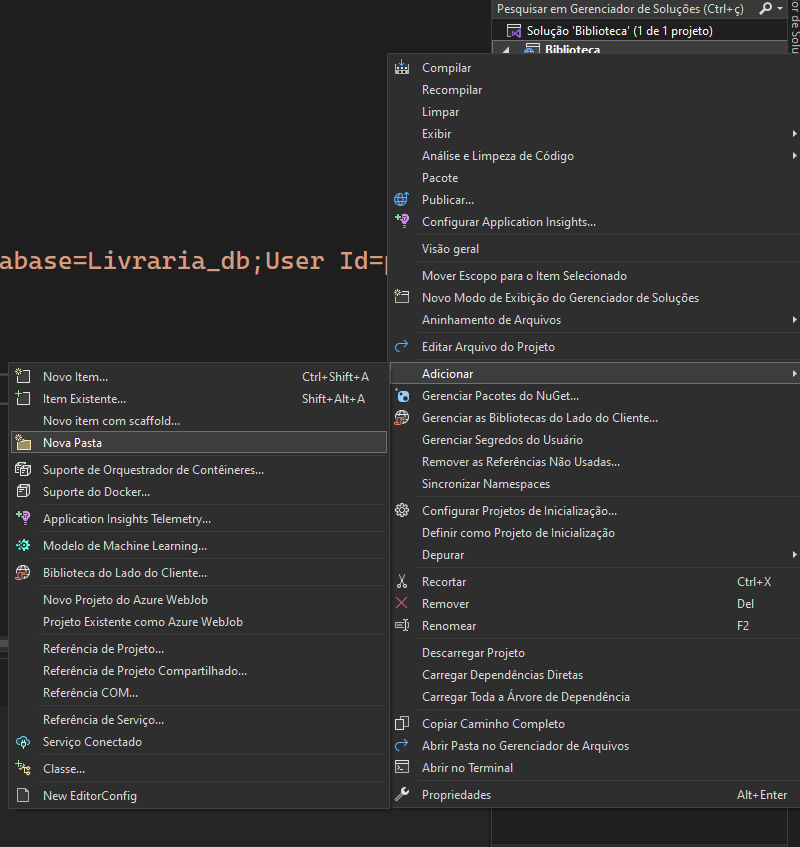 Pesquisar em Gerenciador de Soluções (Ctrl+ç)
Solução 'Biblioteca' (1 de 1 projeto)
Biblioteca
abase=Livraria_db;User Id=
Compilar
Recompilar
Limpar
Exibir
Análise e Limpeza de Código
Pacote
Publicar...
Configurar Application Insights...
Visão geral
Mover Escopo para o Item Selecionado
Novo Modo de Exibição do Gerenciador de Soluções
Aninhamento de Arquivos
Editar Arquivo do Projeto
Adicionar
Gerenciar Pacotes do NuGet...
Gerenciar as Bibliotecas do Lado do Cliente...
Gerenciar Segredos do Usuário
Remover as Referências Não Usadas...
Sincronizar Namespaces
Configurar Projetos de Inicialização...
Definir como Projeto de Inicialização
Depurar
Recortar Ctrl+X
Remover Del
Renomear F2
Descarregar Projeto
Carregar Dependências Diretas
Carregar Toda a Árvore de Dependência
Copiar Caminho Completo
Abrir Pasta no Gerenciador de Arquivos
Abrir no Terminal
Propriedades Alt+Enter
Novo Item... Ctrl+Shift+A
Item Existente... Shift+Alt+A
Novo item com scaffold...
Nova Pasta
Suporte de Orquestrador de Contêineres...
Suporte do Docker...
Application Insights Telemetry...
Modelo de Machine Learning...
Biblioteca do Lado do Cliente...
Novo Projeto do Azure WebJob
Projeto Existente como Azure WebJob
Referência de Projeto...
Referência de Projeto Compartilhado...
Referência COM...
Referência de Serviço...
Serviço Conectado
Classe...
New EditorConfig